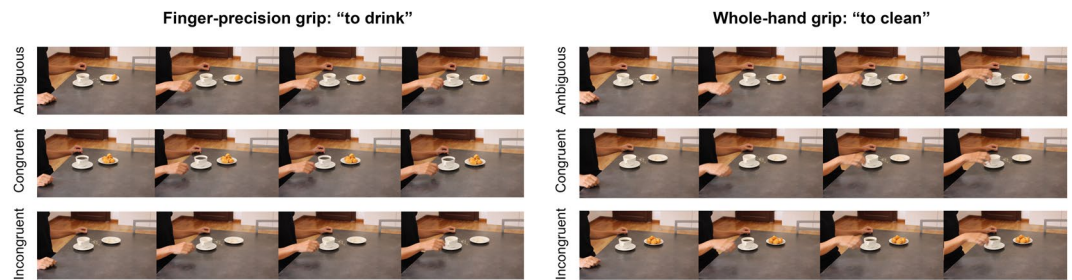 Finger-precision grip: “to drink”
Ambiguous
Congruent
Incongruent
Whole-hand grip: “to clean”
Ambiguous
Congruent
Incongruent